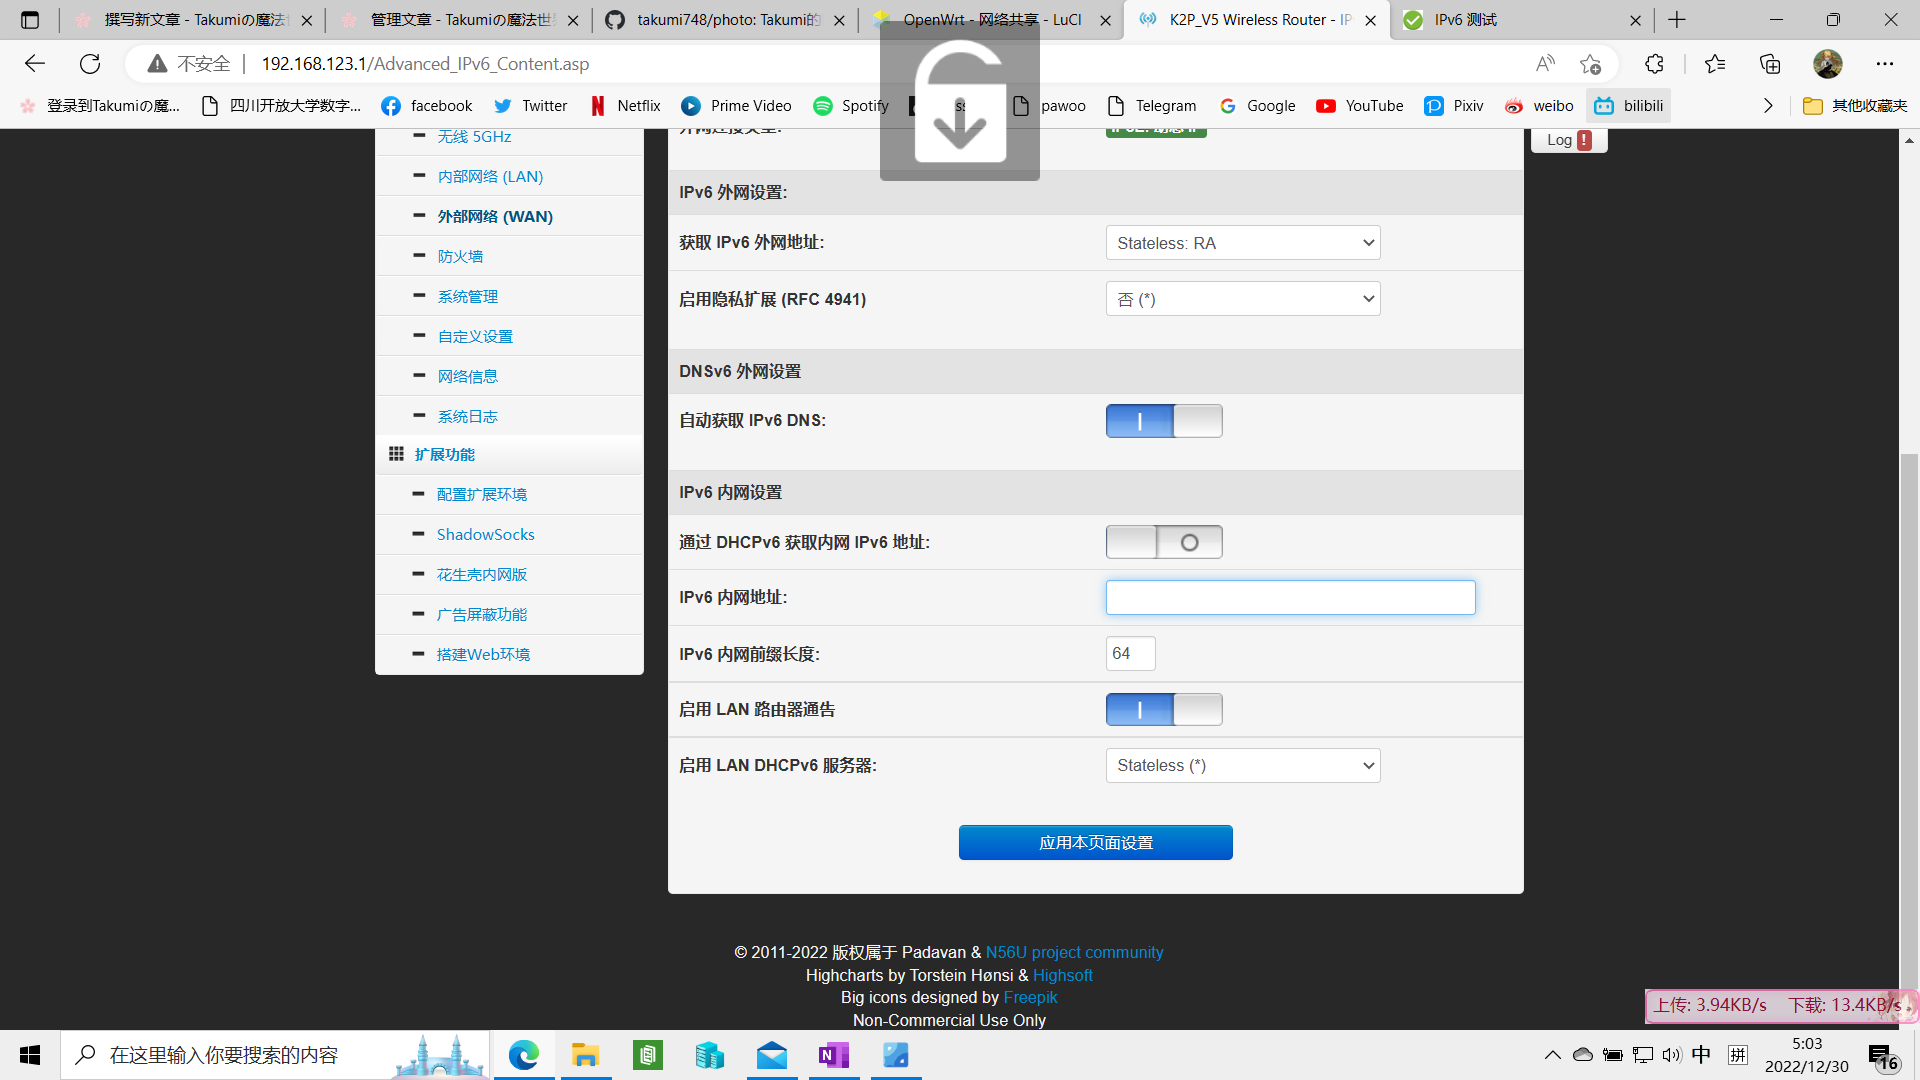 撰写新文章 - Takumiの魔法
管理文章 - Takumiの魔法世
takumi748/photo: Takumi的
OpenWrt - 网络共享 - LuCI
K2P_V5 Wireless Router - IP
IPv6 测试
不安全
192.168.123.1/Advanced_IPv6_Content.asp
登录到Takumiの魔...
四川开放大学数字...
facebook
Twitter
Netflix
Prime Video
Spotify
pawoo
Telegram
Google
YouTube
Pixiv
weibo
bilibili
其他收藏夹
无线 5GHz
内部网络 (LAN)
外部网络 (WAN)
防火墙
系统管理
自定义设置
网络信息
系统日志
扩展功能
配置扩展环境
ShadowSocks
花生壳内网版
广告屏蔽功能
搭建Web环境
外网连接类型:
IPoE: 动态 IP
Log !
IPv6 外网设置:
获取 IPv6 外网地址:
Stateless: RA
启用隐私扩展 (RFC 4941)
否 (*)
DNSv6 外网设置
自动获取 IPv6 DNS:
IPv6 内网设置
通过 DHCPv6 获取内网 IPv6 地址:
IPv6 内网地址:
IPv6 内网前缀长度:
64
启用 LAN 路由器通告
启用 LAN DHCPv6 服务器:
Stateless (*)
应用本页面设置
© 2011-2022 版权属于 Padavan & N56U project community
Highcharts by Torstein Hønsi & Highsoft
Big icons designed by Freepik
Non-Commercial Use Only
上传: 3.94KB/s 下载: 13.4KB/s
在这里输入你要搜索的内容
中
拼
5:03
2022/12/30
16